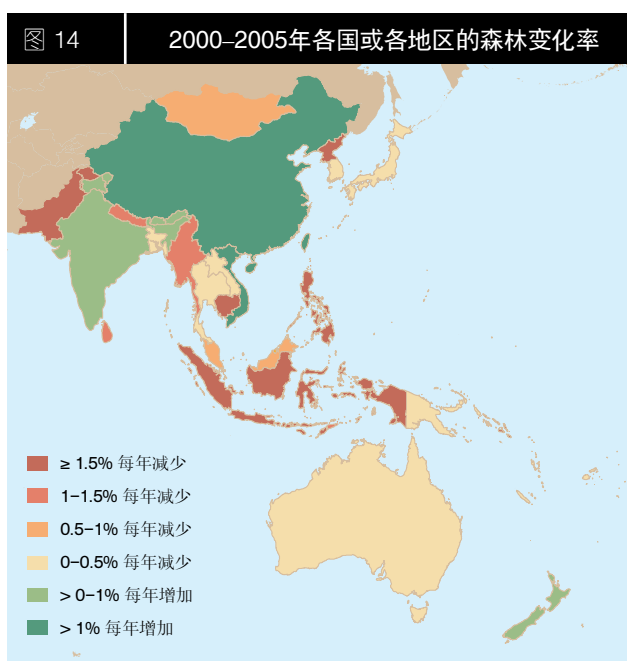 图 14
2000–2005年各国或各地区的森林变化率
≥ 1.5% 每年减少
1–1.5% 每年减少
0.5–1% 每年减少
0–0.5% 每年减少
> 0–1% 每年增加
> 1% 每年增加